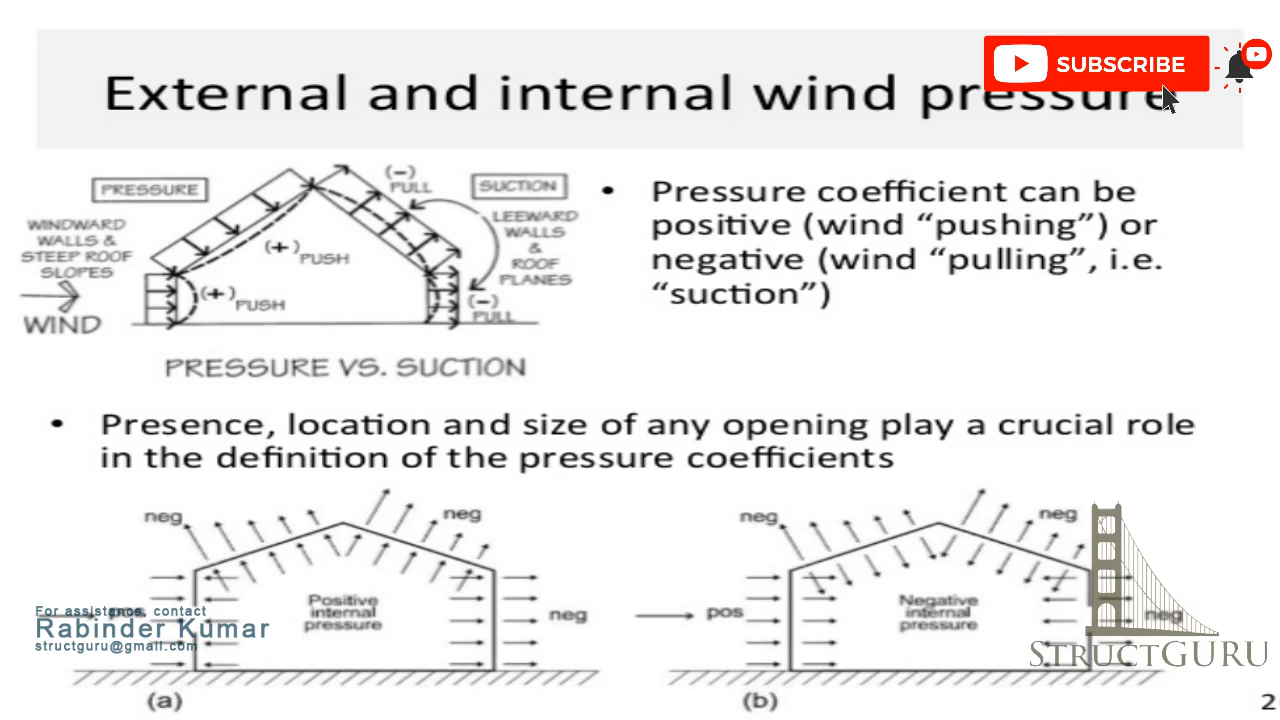 External and internal wind pressure
SUBSCRIBE
PRESSURE
(-)
PULL
SUCTION
WINDWARD
WALLS &
STEEP ROOF
SLOPES
(+) PUSH
LEEWARD
WALLS
&
ROOF
PLANES
WIND
(+) PUSH
(-)
PULL
PRESSURE VS. SUCTION
• Pressure coefficient can be
positive (wind “pushing”) or
negative (wind “pulling”, i.e.
“suction”)
• Presence, location and size of any opening play a crucial role
in the definition of the pressure coefficients
neg
neg
Positive
internal
pressure
neg
(a)
neg
neg
pos
Negative
internal
pressure
neg
(b)
For assistance, contact
Rabinder Kumar
structguru@gmail.com
STRUCTGURU
2